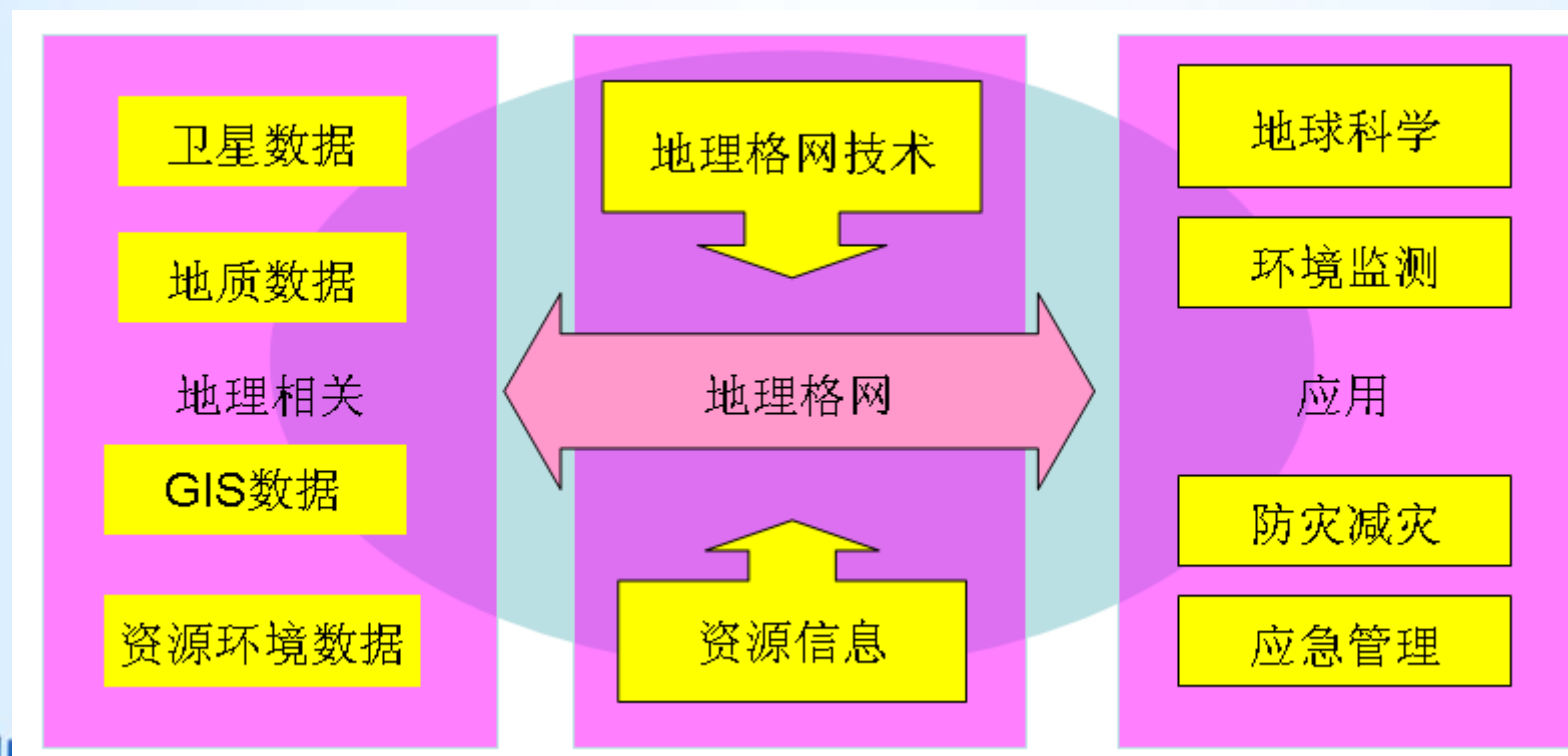 卫星数据
地质数据
地理相关
GIS数据
资源环境数据
地理格网技术
地理格网
资源信息
地球科学
环境监测
应用
防灾减灾
应急管理